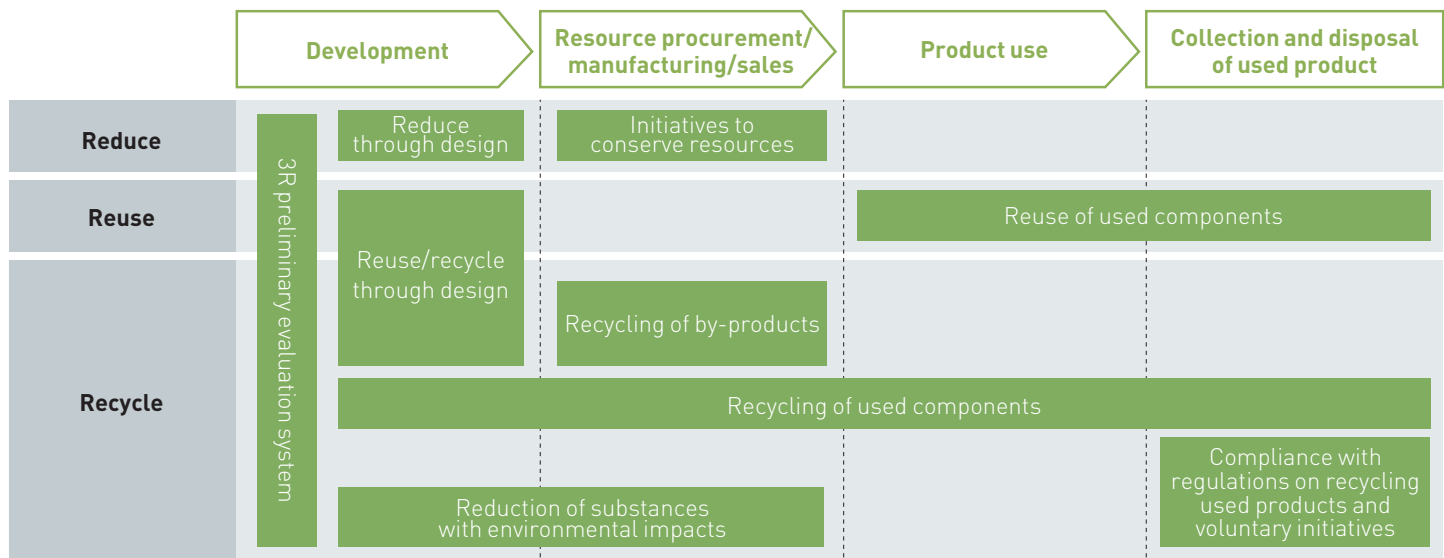 Development
Resource procurement/
manufacturing/sales
Product use
Collection and disposal
of used product
Reduce
Reuse
Recycle
3R preliminary evaluation system
Reduce
through design
Initiatives to
conserve resources
Reuse/recycle
through design
Reuse of used components
Recycling of by-products
Recycling of used components
Reduction of substances
with environmental impacts
Compliance with
regulations on recycling
used products and
voluntary initiatives